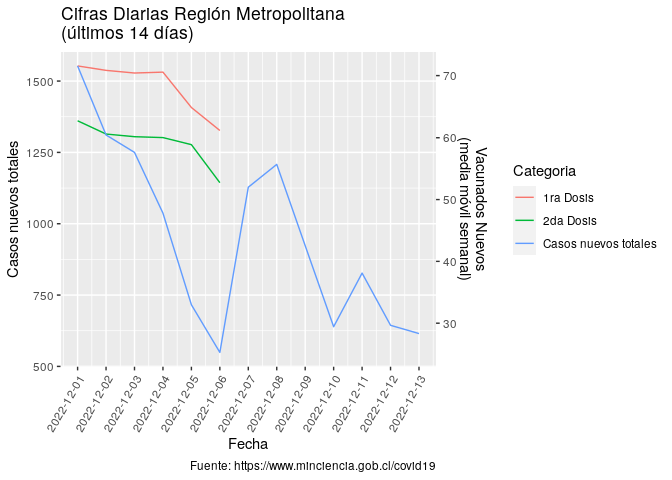 Cifras Diarias Región Metropolitana
(últimos 14 días)
Casos nuevos totales
1500
1250
1000
750
500
70
60
50
40
30
Vacunados Nuevos
(media móvil semanal)
2022-12-01
2022-12-02
2022-12-03
2022-12-04
2022-12-05
2022-12-06
2022-12-07
2022-12-08
2022-12-09
2022-12-10
2022-12-11
2022-12-12
2022-12-13
Fecha
Categoria
1ra Dosis
2da Dosis
Casos nuevos totales
Fuente: https://www.minciencia.gob.cl/covid19